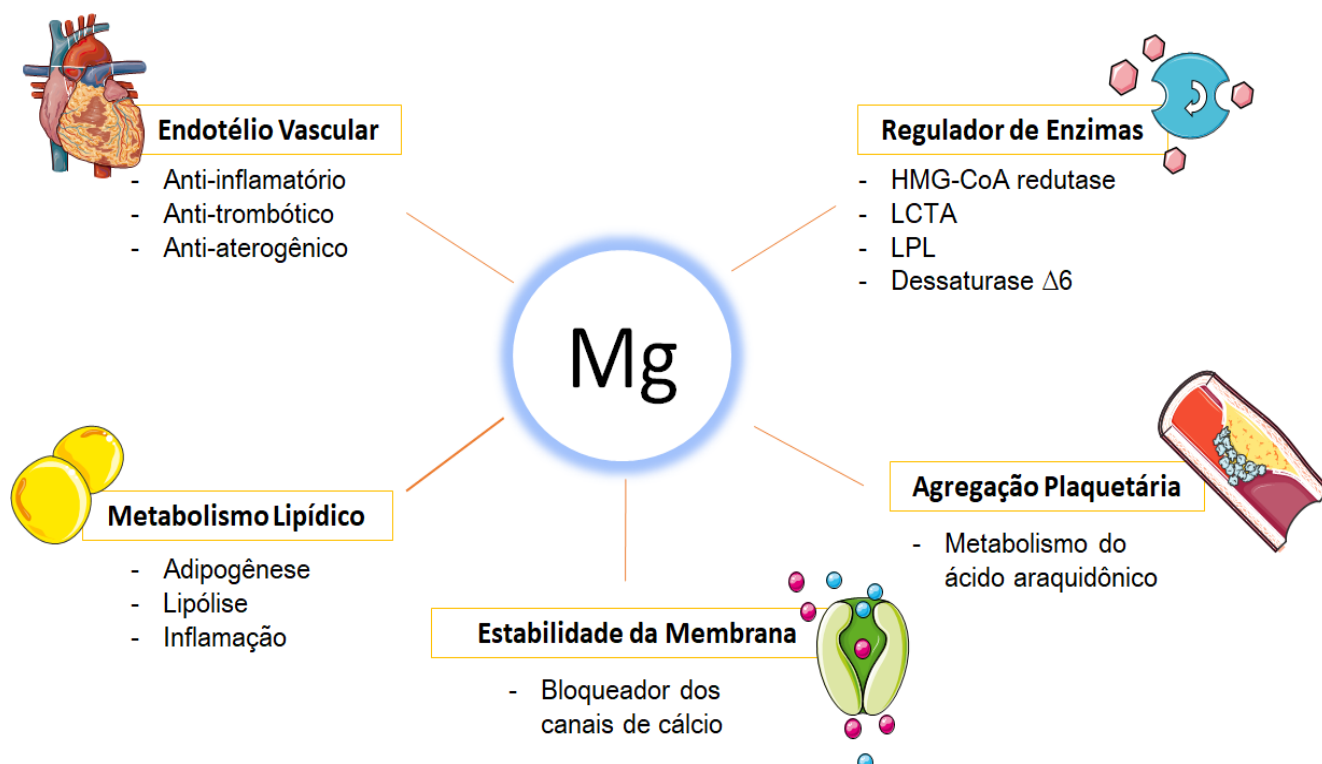 Endotélio Vascular
- Anti-inflamatório
- Anti-trombótico
- Anti-aterogênico
Regulador de Enzimas
- HMG-CoA redutase
- LCTA
- LPL
- Dessaturase Δ6
Mg
Metabolismo Lipídico
- Adipogênese
- Lipólise
- Inflamação
Estabilidade da Membrana
- Bloqueador dos
canais de cálcio
Agregação Plaquetária
- Metabolismo do
ácido araquidônico